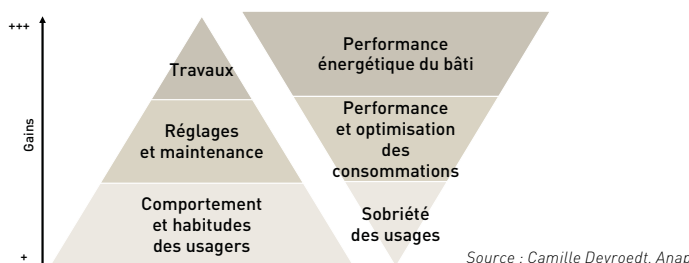 +++
Gains
+
Travaux
Réglages
et maintenance
Comportement
et habitudes
des usagers
Performance
énergétique du bâti
Performance
et optimisation
des
consommations
Sobriété
des usages
Source : Camille Devroedt, Anap